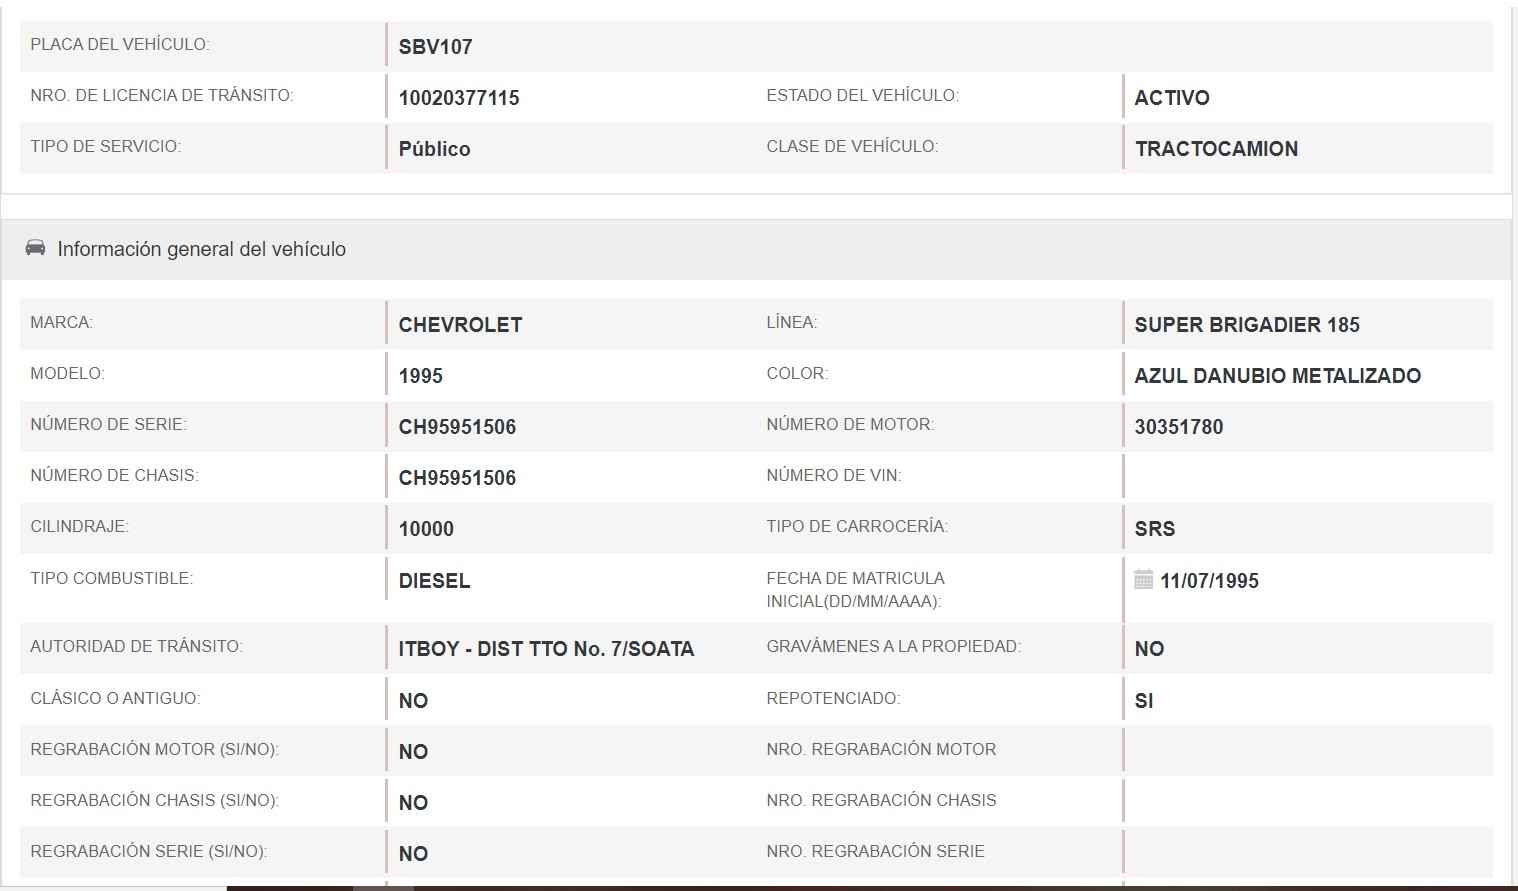 PLACA DEL VEHÍCULO: SBV107
NRO. DE LICENCIA DE TRÁNSITO: 10020377115 ESTADO DEL VEHÍCULO: ACTIVO
TIPO DE SERVICIO: Público CLASE DE VEHÍCULO: TRACTOCAMION
Información general del vehículo
MARCA: CHEVROLET LÍNEA: SUPER BRIGADIER 185
MODELO: 1995 COLOR: AZUL DANUBIO METALIZADO
NÚMERO DE SERIE: CH95951506 NÚMERO DE MOTOR: 30351780
NÚMERO DE CHASIS: CH95951506 NÚMERO DE VIN:
CILINDRAJE: 10000 TIPO DE CARROCERÍA: SRS
TIPO COMBUSTIBLE: DIESEL FECHA DE MATRICULA
INICIAL(DD/MM/AAAA): 11/07/1995
AUTORIDAD DE TRÁNSITO: ITBOY - DIST TTO No. 7/SOATA GRAVÁMENES A LA PROPIEDAD: NO
CLÁSICO O ANTIGUO: NO REPOTENCIADO: SI
REGRABACIÓN MOTOR (SI/NO): NO NRO. REGRABACIÓN MOTOR
REGRABACIÓN CHASIS (SI/NO): NO NRO. REGRABACIÓN CHASIS
REGRABACIÓN SERIE (SI/NO): NO NRO. REGRABACIÓN SERIE